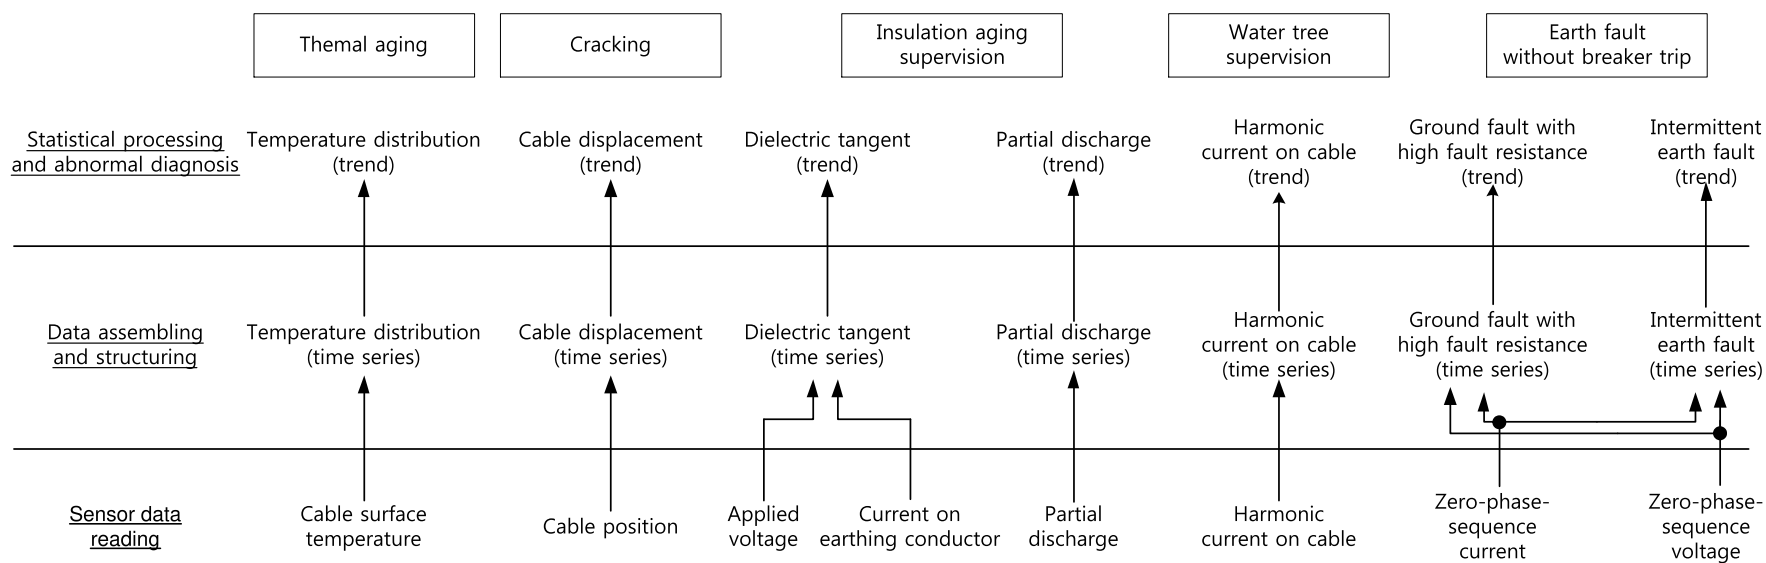 Themal aging
Cracking
Insulation aging
supervision
Water tree
supervision
Earth fault
without breaker trip
Statistical processing
and abnormal diagnosis
Temperature distribution
(trend)
Cable displacement
(trend)
Dielectric tangent
(trend)
Partial discharge
(trend)
Harmonic
current on cable
(trend)
Ground fault with
high fault resistance
(trend)
Intermittent
earth fault
(trend)
Data assembling
and structuring
Temperature distribution
(time series)
Cable displacement
(time series)
Dielectric tangent
(time series)
Partial discharge
(time series)
Harmonic
current on cable
(time series)
Ground fault with
high fault resistance
(time series)
Intermittent
earth fault
(time series)
Sensor data
reading
Cable surface
temperature
Cable position
Applied
voltage
Current on
earthing conductor
Partial
discharge
Harmonic
current on cable
Zero-phase-
sequence
current
Zero-phase-
sequence
voltage